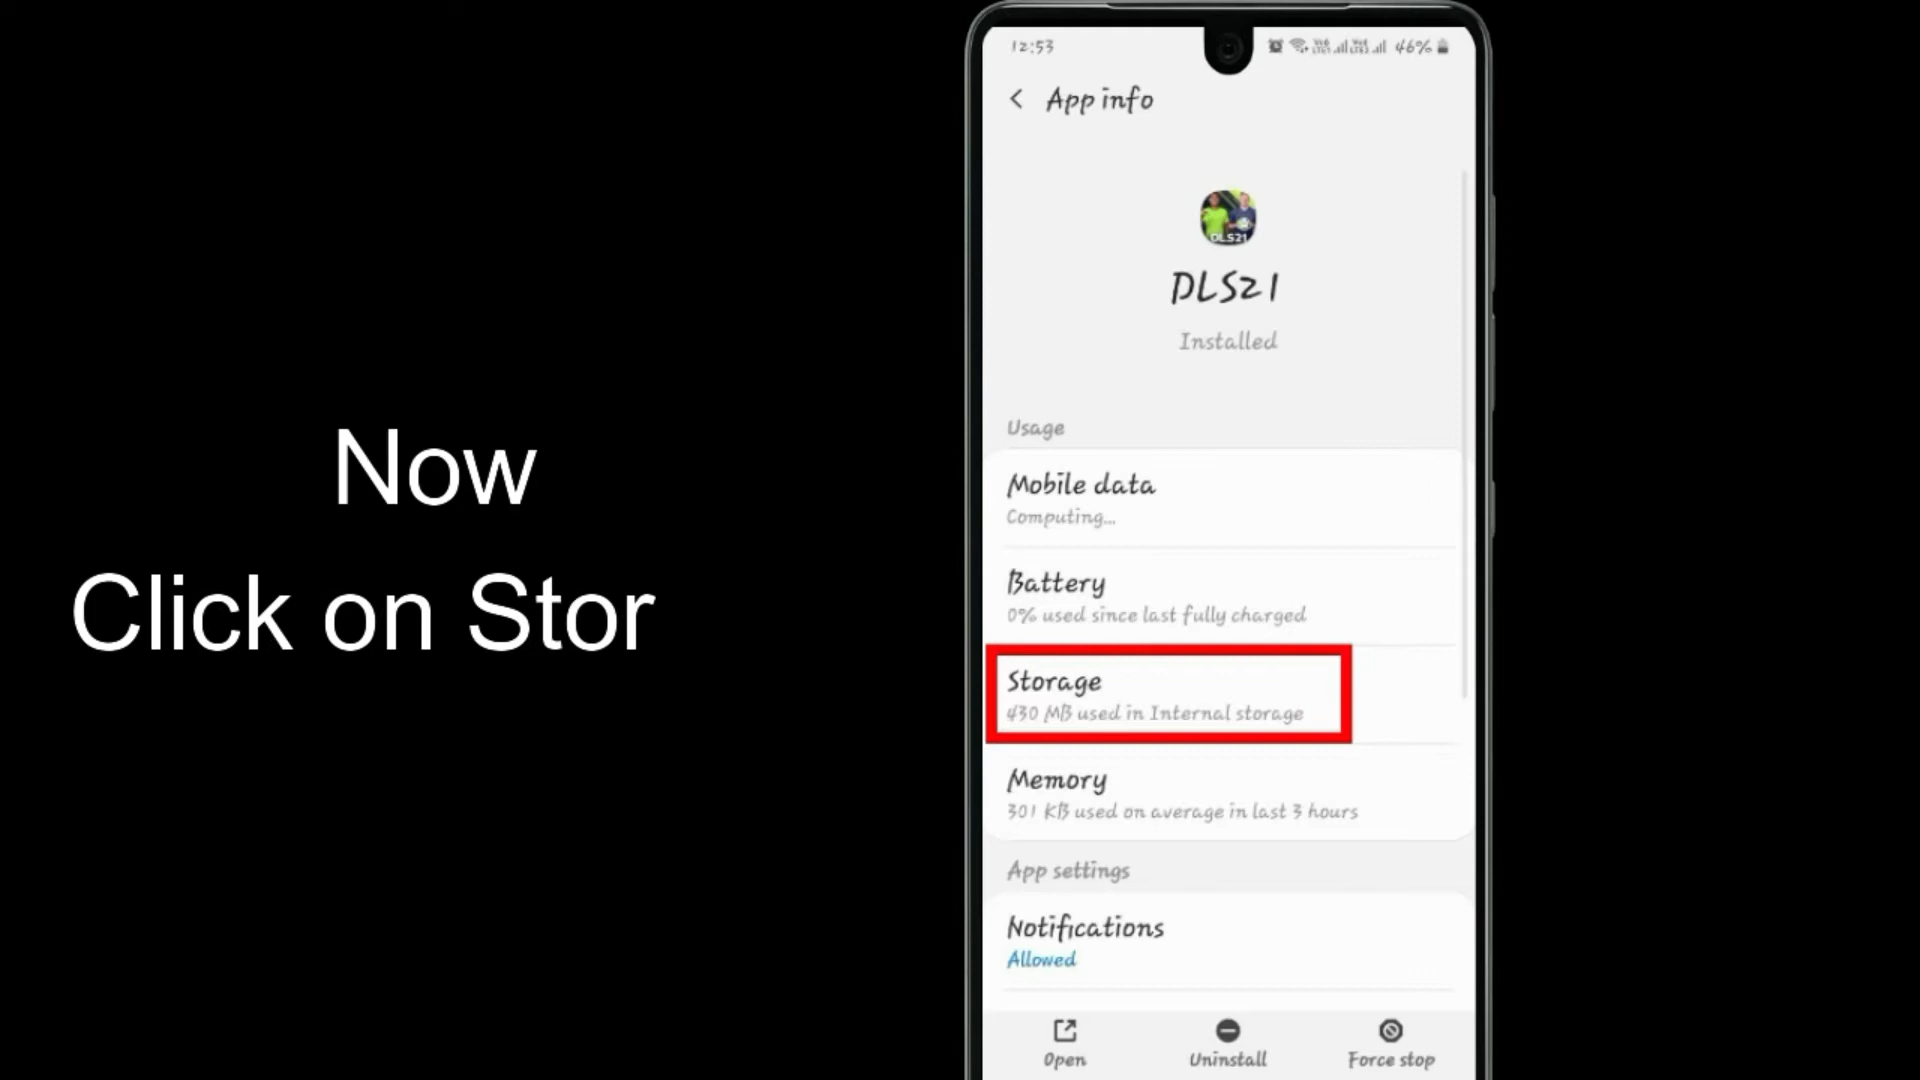 Now
Click on Stor
12:53
46%
App info
DLS21
DLS21
Installed
Usage
Mobile data
Computing...
Battery
0% used since last fully charged
Storage
430 MB used in Internal storage
Memory
301 KB used on average in last 3 hours
App settings
Notifications
Allowed
Open
Uninstall
Force stop